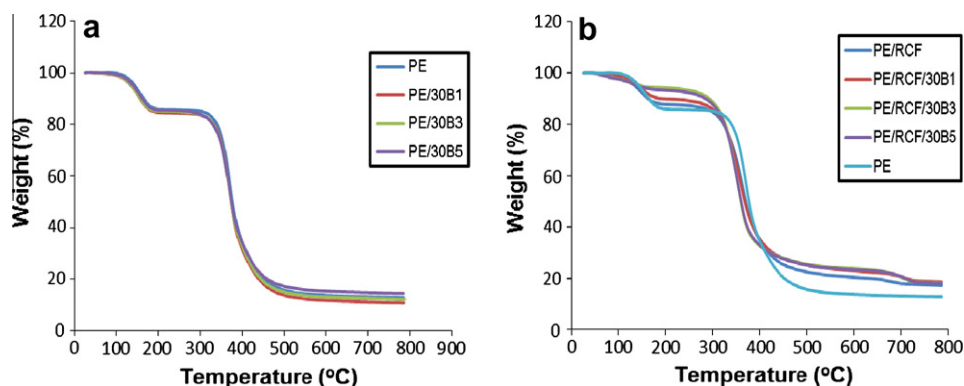 a
120
100
80
60
40
20
0
Weight (%)
0 100 200 300 400 500 600 700 800 900
Temperature (ºC)
PE
PE/30B1
PE/30B3
PE/30B5
b
120
100
80
60
40
20
0
Weight (%)
0 100 200 300 400 500 600 700 800
Temperature (ºC)
PE/RCF
PE/RCF/30B1
PE/RCF/30B3
PE/RCF/30B5
PE